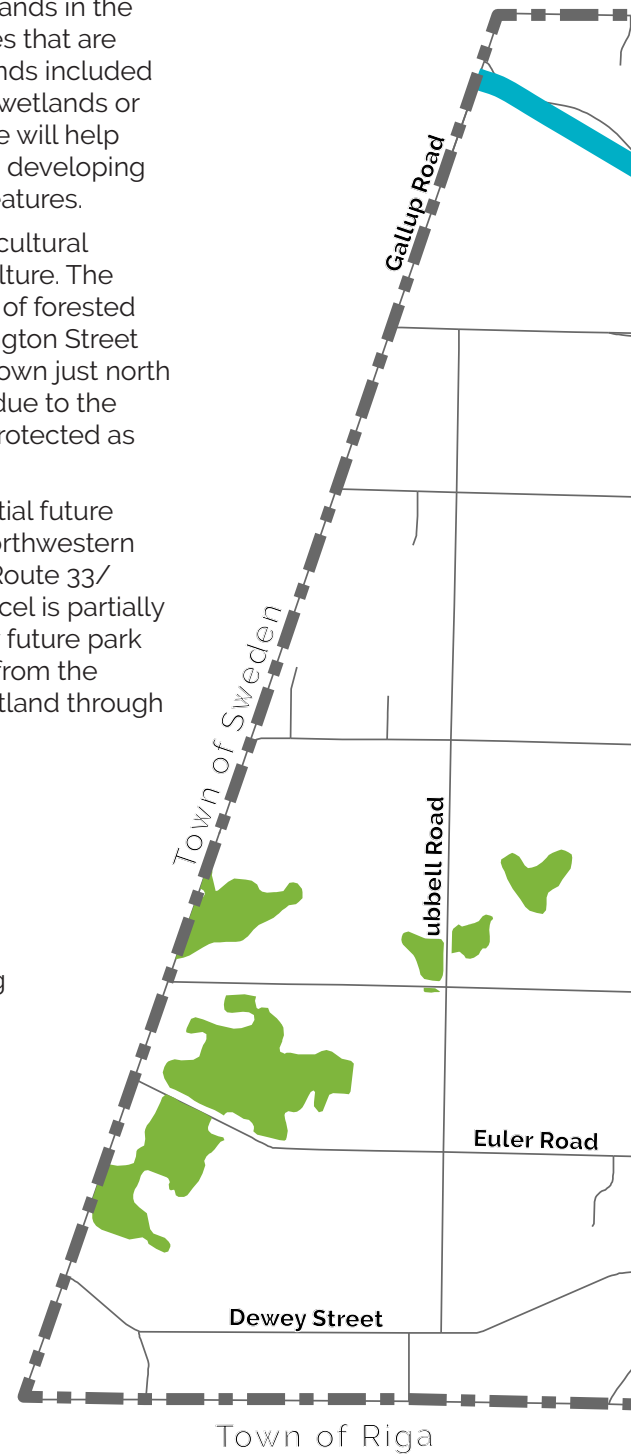 ands in the
es that are
nds included
wetlands or
e will help
developing
eatures.
cultural
lture. The
of forested
gton Street
own just north
due to the
rotected as
tial future
orthwestern
Route 33/
cel is partially
future park
from the
tland through
g
Gallup Road
Town of Sweden
ubbell Road
Euler Road
Dewey Street
Town of Riga